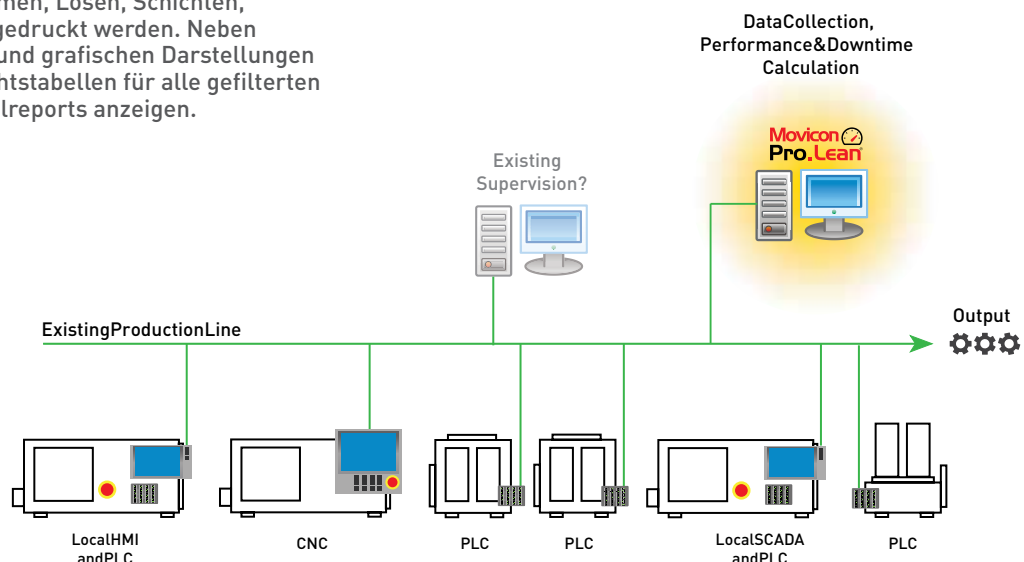 men, Losen, Schichten,
gedruckt werden. Neben
und grafischen Darstellungen
htstabellen für alle gefilterten
lreports anzeigen.
DataCollection,
Performance&Downtime
Calculation
Movicon
Pro.Lean
Existing
Supervision?
ExistingProductionLine
Output
LocalHMI
andPLC
CNC
PLC
PLC
LocalSCADA
andPLC
PLC